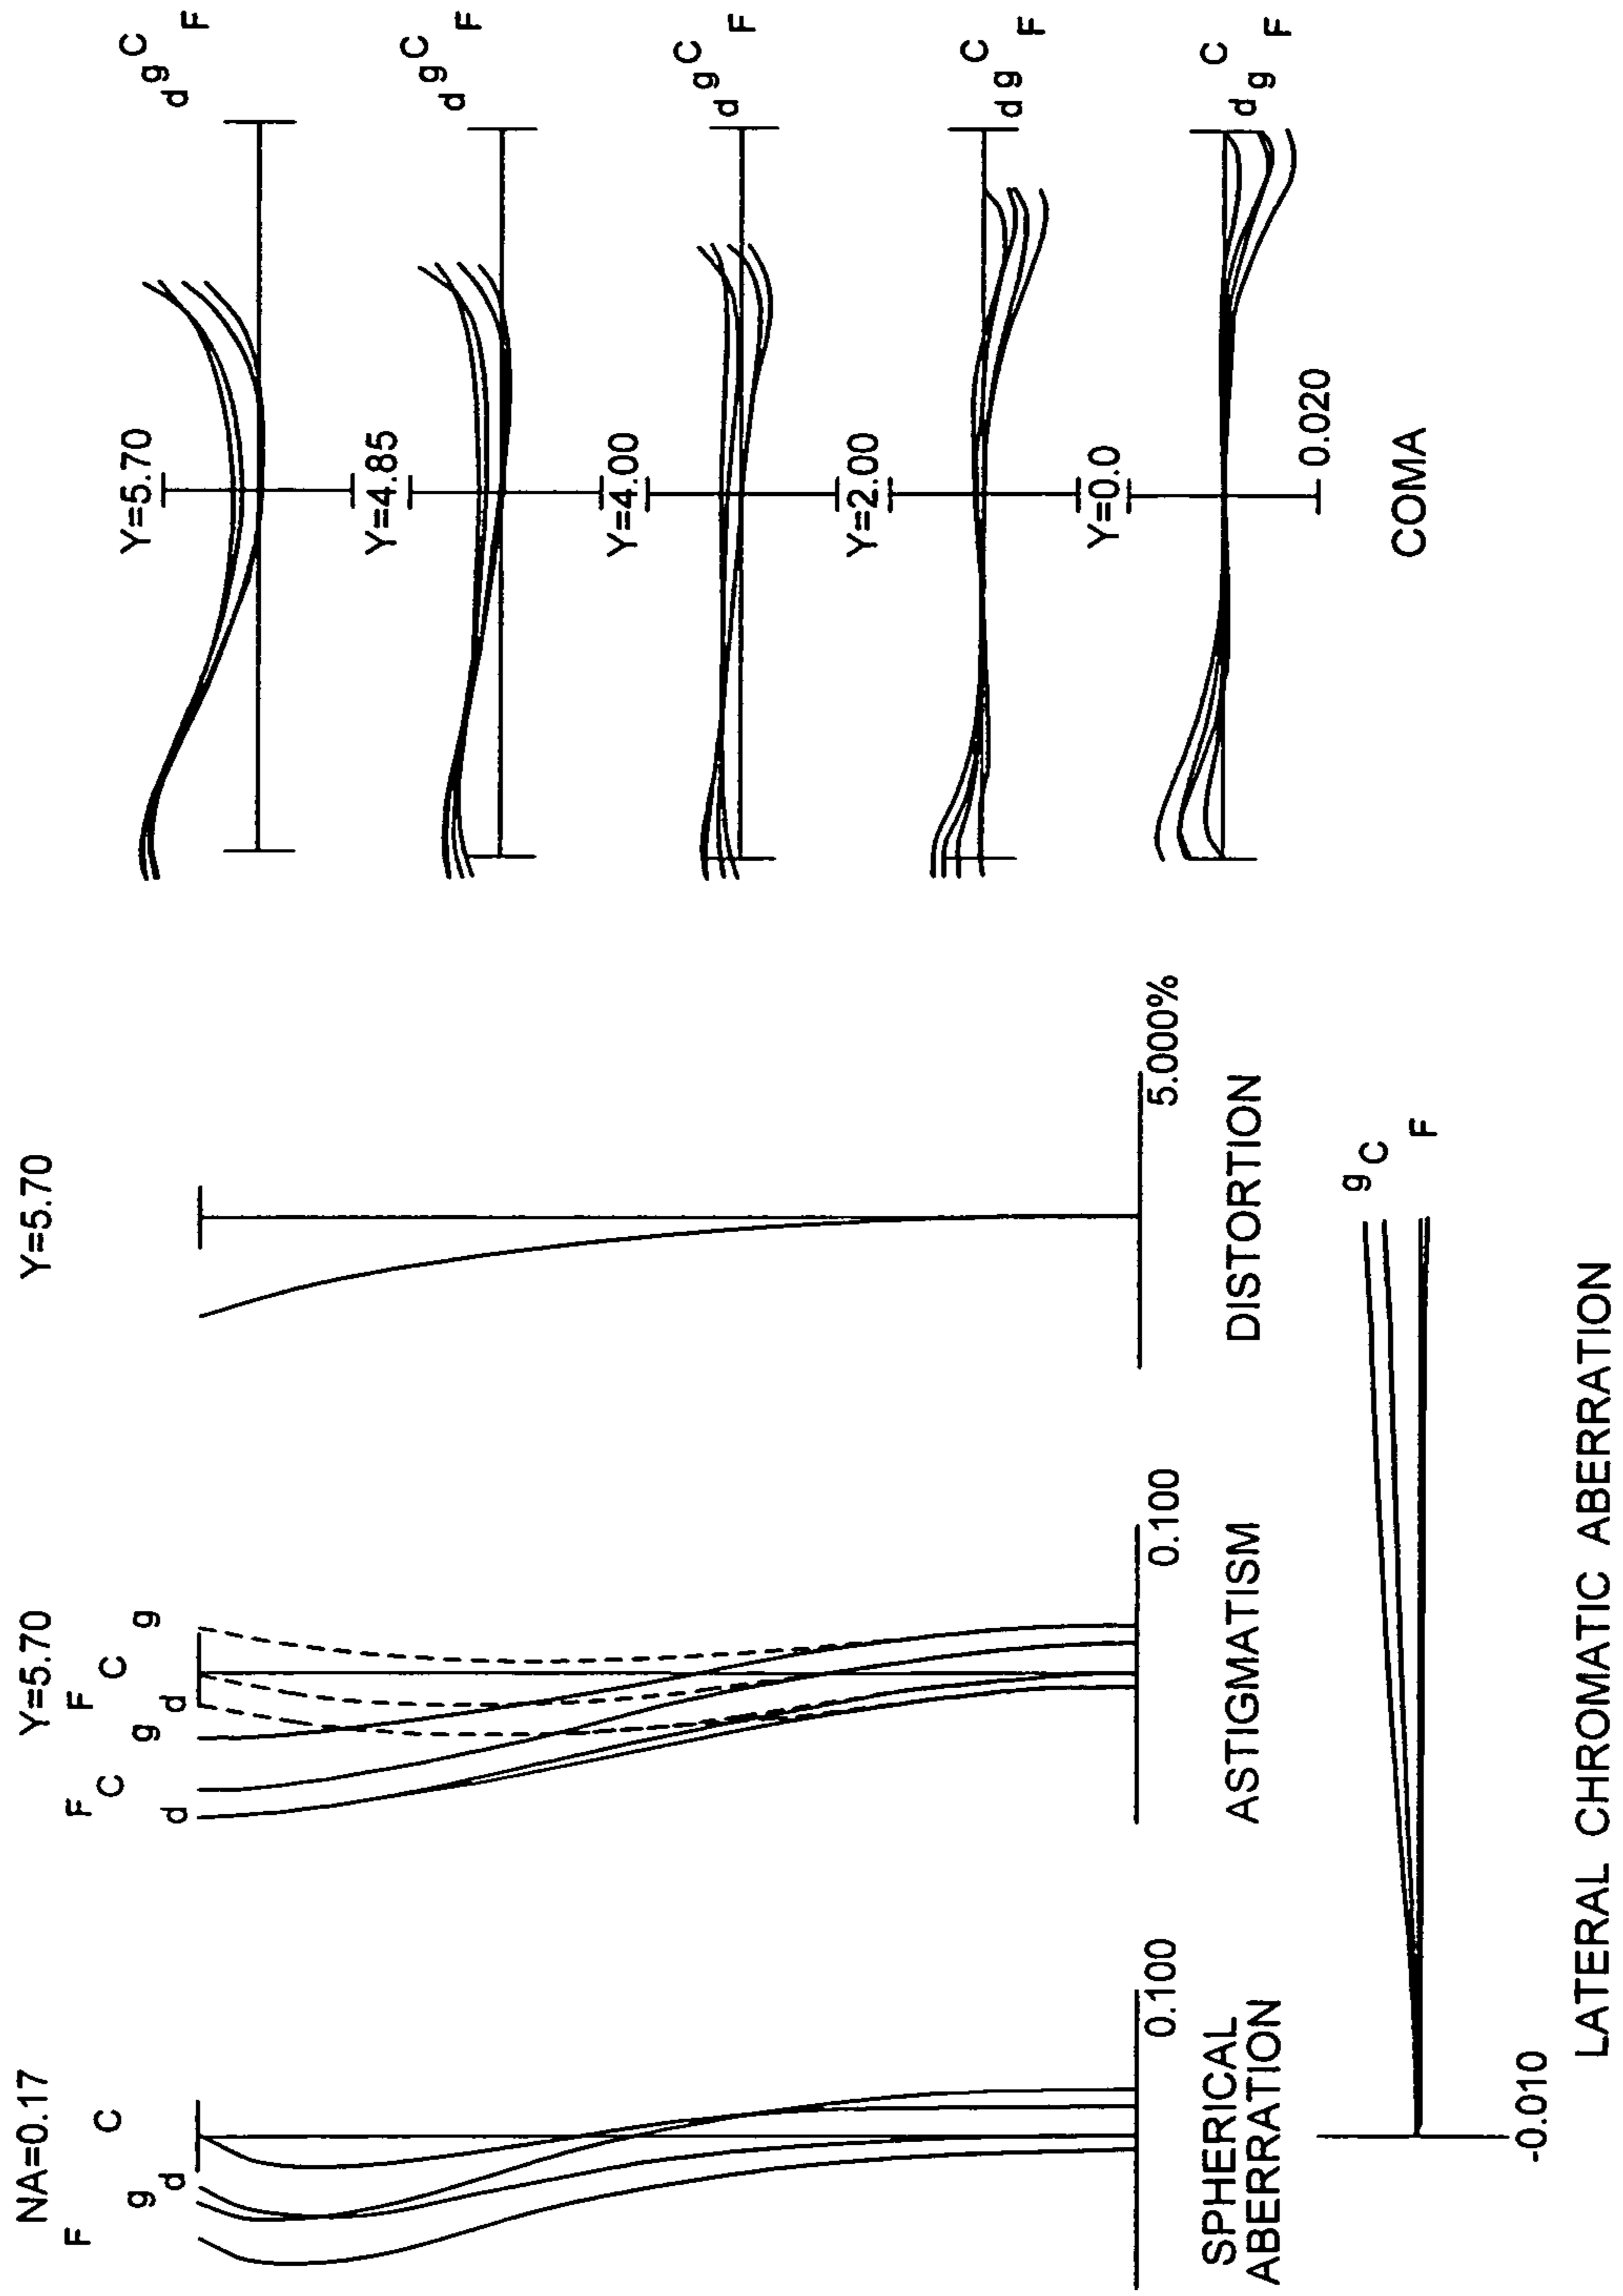 NA=0.17
F
g
d
C
0.100
SPHERICAL
ABERRATION
Y=5.70
F
C
d
g
F
d
C
g
0.100
ASTIGMATISM
Y=5.70
5.000%
DISTORTION
Y=5.70
d
g
C
F
Y=4.85
d
g
C
F
Y=4.00
d
g
C
F
Y=2.00
d
g
C
F
Y=0.0
d
g
C
F
0.020
COMA
g
C
F
-0.010
LATERAL CHROMATIC ABERRATION